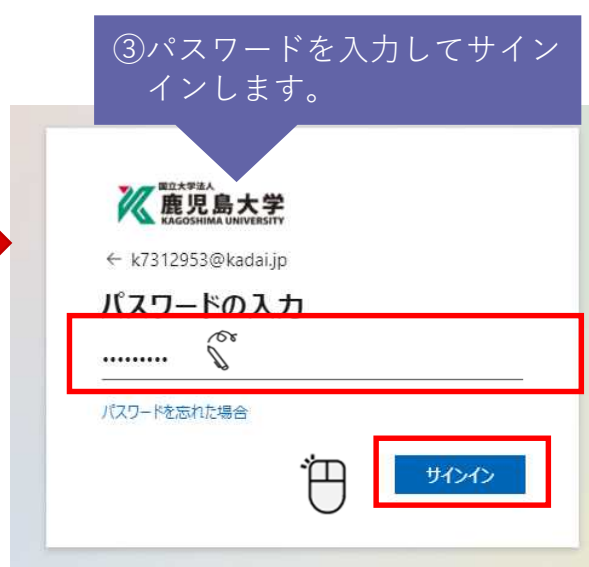 ③パスワードを入力してサイン
インします。
国立大学法人
鹿児島大学
KAGOSHIMA UNIVERSITY
← k7312953@kadai.jp
パスワードの入力
•••••••••
パスワードを忘れた場合
サインイン